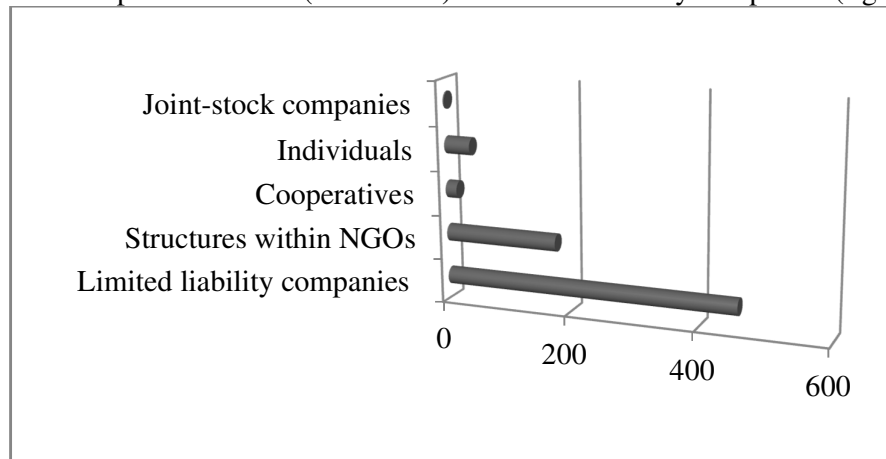 Joint-stock companies
Individuals
Cooperatives
Structures within NGOs
Limited liability companies
0
200
400
600